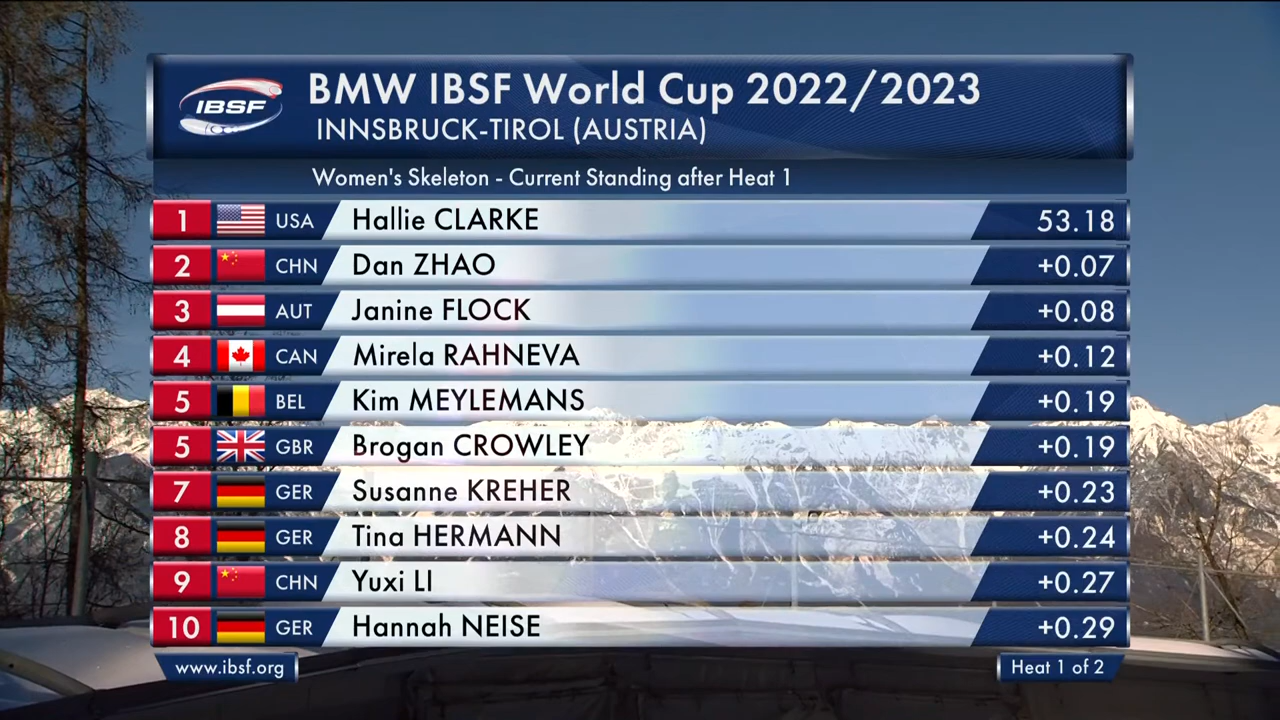 IBSF
BMW IBSF World Cup 2022/2023
INNSBRUCK-TIROL (AUSTRIA)
Women's Skeleton - Current Standing after Heat 1
1 USA Hallie CLARKE 53.18
2 CHN Dan ZHAO +0.07
3 AUT Janine FLOCK +0.08
4 CAN Mirela RAHNEVA +0.12
5 BEL Kim MEYLEMANS +0.19
5 GBR Brogan CROWLEY +0.19
7 GER Susanne KREHER +0.23
8 GER Tina HERMANN +0.24
9 CHN Yuxi LI +0.27
10 GER Hannah NEISE +0.29
www.ibsf.org Heat 1 of 2